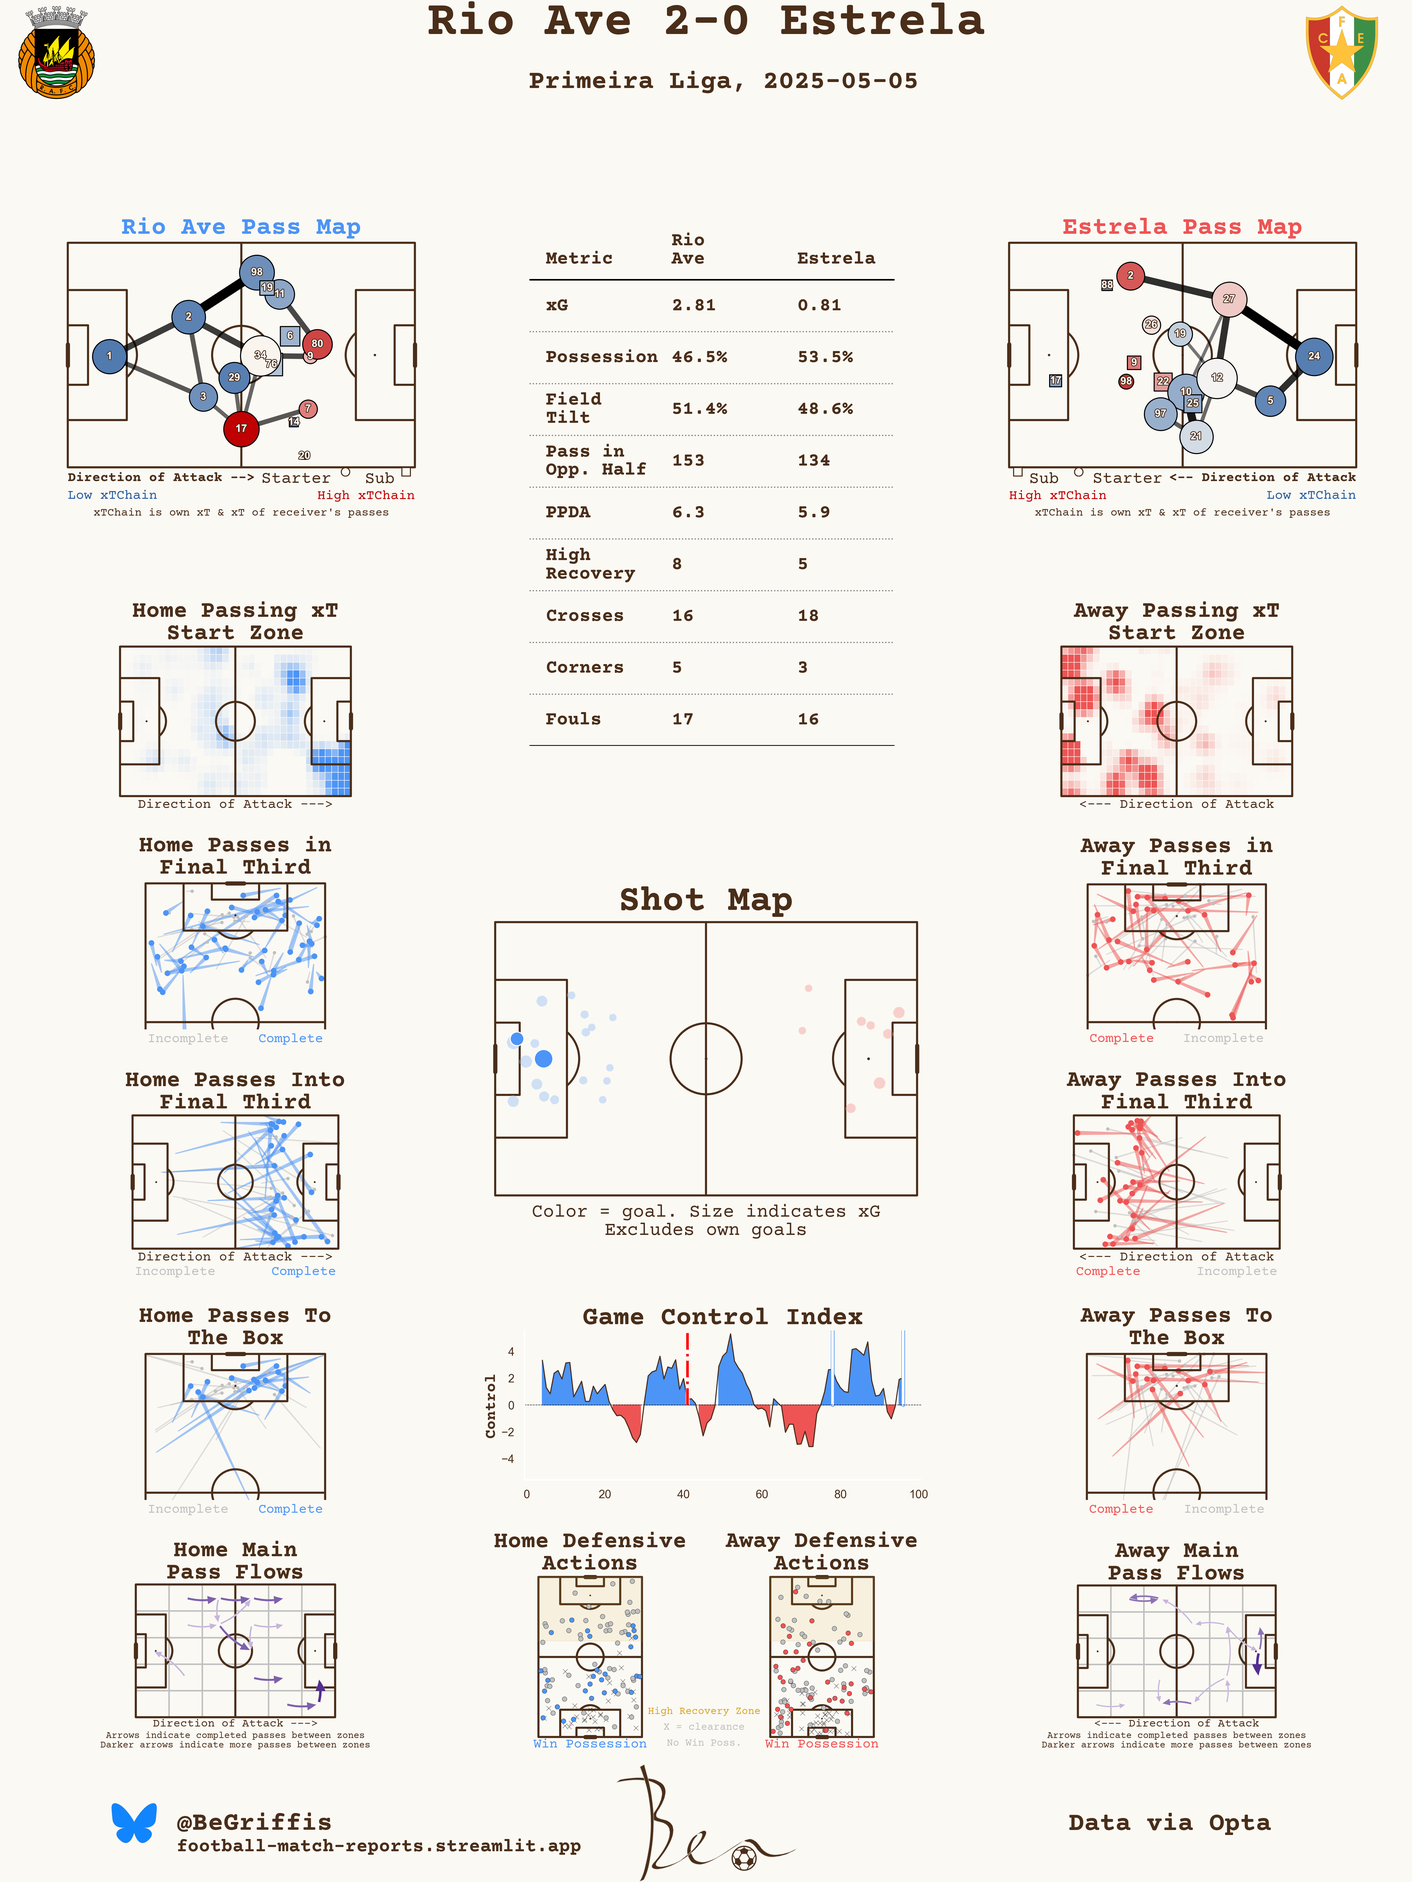 Rio Ave 2-0 Estrela
Primeira Liga, 2025-05-05
R.A.F.C.
F
C E
A
Rio Ave Pass Map
98
19
11
2
6
80
1
34
9
76
29
3
7
17
14
20
Direction of Attack --> Starter Sub
Low xTChain High xTChain
xTChain is own xT & xT of receiver's passes
Metric Rio Ave Estrela
xG 2.81 0.81
Possession 46.5% 53.5%
Field Tilt 51.4% 48.6%
Pass in Opp. Half 153 134
PPDA 6.3 5.9
High Recovery 8 5
Crosses 16 18
Corners 5 3
Fouls 17 16
Estrela Pass Map
2
88
27
26
19
24
9
17
98
22
12
10
25
5
97
21
Sub Starter <-- Direction of Attack
High xTChain Low xTChain
xTChain is own xT & xT of receiver's passes
Home Passing xT
Start Zone
Direction of Attack --->
Away Passing xT
Start Zone
<--- Direction of Attack
Home Passes in
Final Third
Incomplete Complete
Away Passes in
Final Third
Complete Incomplete
Shot Map
Color = goal. Size indicates xG
Excludes own goals
Home Passes Into
Final Third
Direction of Attack --->
Incomplete Complete
Away Passes Into
Final Third
<--- Direction of Attack
Complete Incomplete
Home Passes To
The Box
Incomplete Complete
Game Control Index
Control
4
2
0
−2
−4
0 20 40 60 80 100
Away Passes To
The Box
Complete Incomplete
Home Main
Pass Flows
Direction of Attack --->
Arrows indicate completed passes between zones
Darker arrows indicate more passes between zones
Home Defensive
Actions
Win Possession
High Recovery Zone
X = clearance
No Win Poss.
Away Defensive
Actions
Win Possession
Away Main
Pass Flows
<--- Direction of Attack
Arrows indicate completed passes between zones
Darker arrows indicate more passes between zones
@BeGriffis
football-match-reports.streamlit.app
Ben
Data via Opta